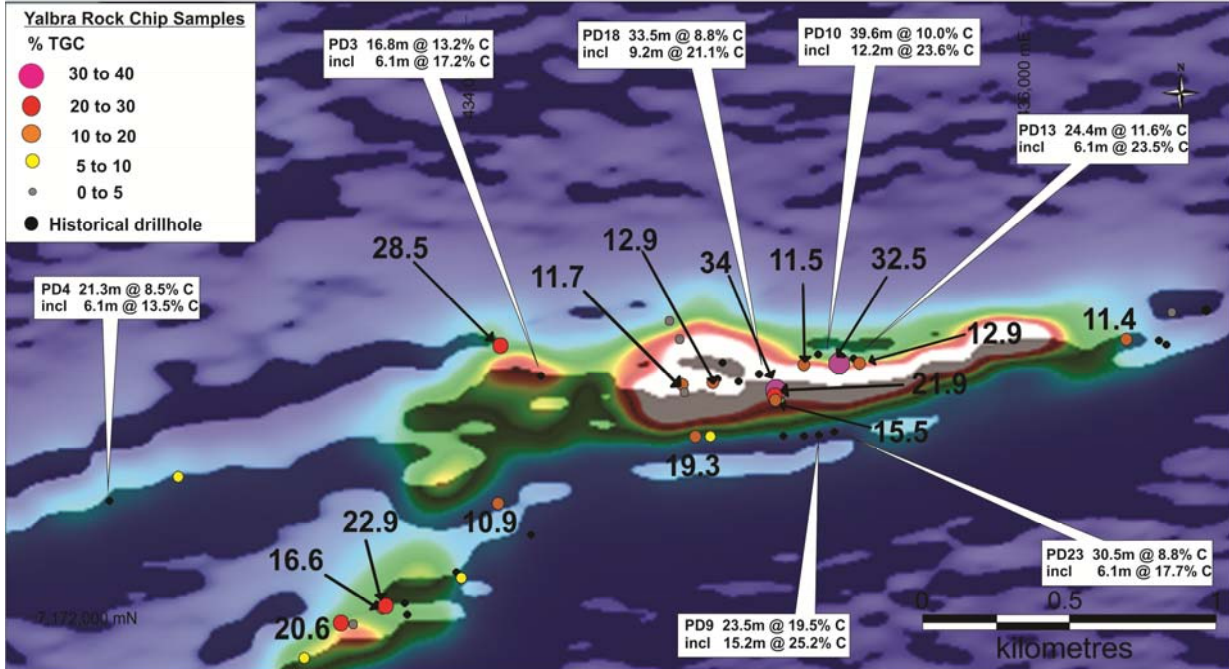 Yalbra Rock Chip Samples
% TGC
30 to 40
20 to 30
10 to 20
5 to 10
0 to 5
Historical drillhole
PD3 16.8m @ 13.2% C
incl 6.1m @ 17.2% C
PD18 33.5m @ 8.8% C
incl 9.2m @ 21.1% C
PD10 39.6m @ 10.0% C
incl 12.2m @ 23.6% C
436,000 mE
PD13 24.4m @ 11.6% C
incl 6.1m @ 23.5% C
PD4 21.3m @ 8.5% C
incl 6.1m @ 13.5% C
28.5
11.7
12.9
34
11.5
32.5
12.9
11.4
21.9
15.5
19.3
10.9
22.9
16.6
20.6
7,172,000 mN
PD23 30.5m @ 8.8% C
incl 6.1m @ 17.7% C
PD9 23.5m @ 19.5% C
incl 15.2m @ 25.2% C
0 0.5 1
kilometres